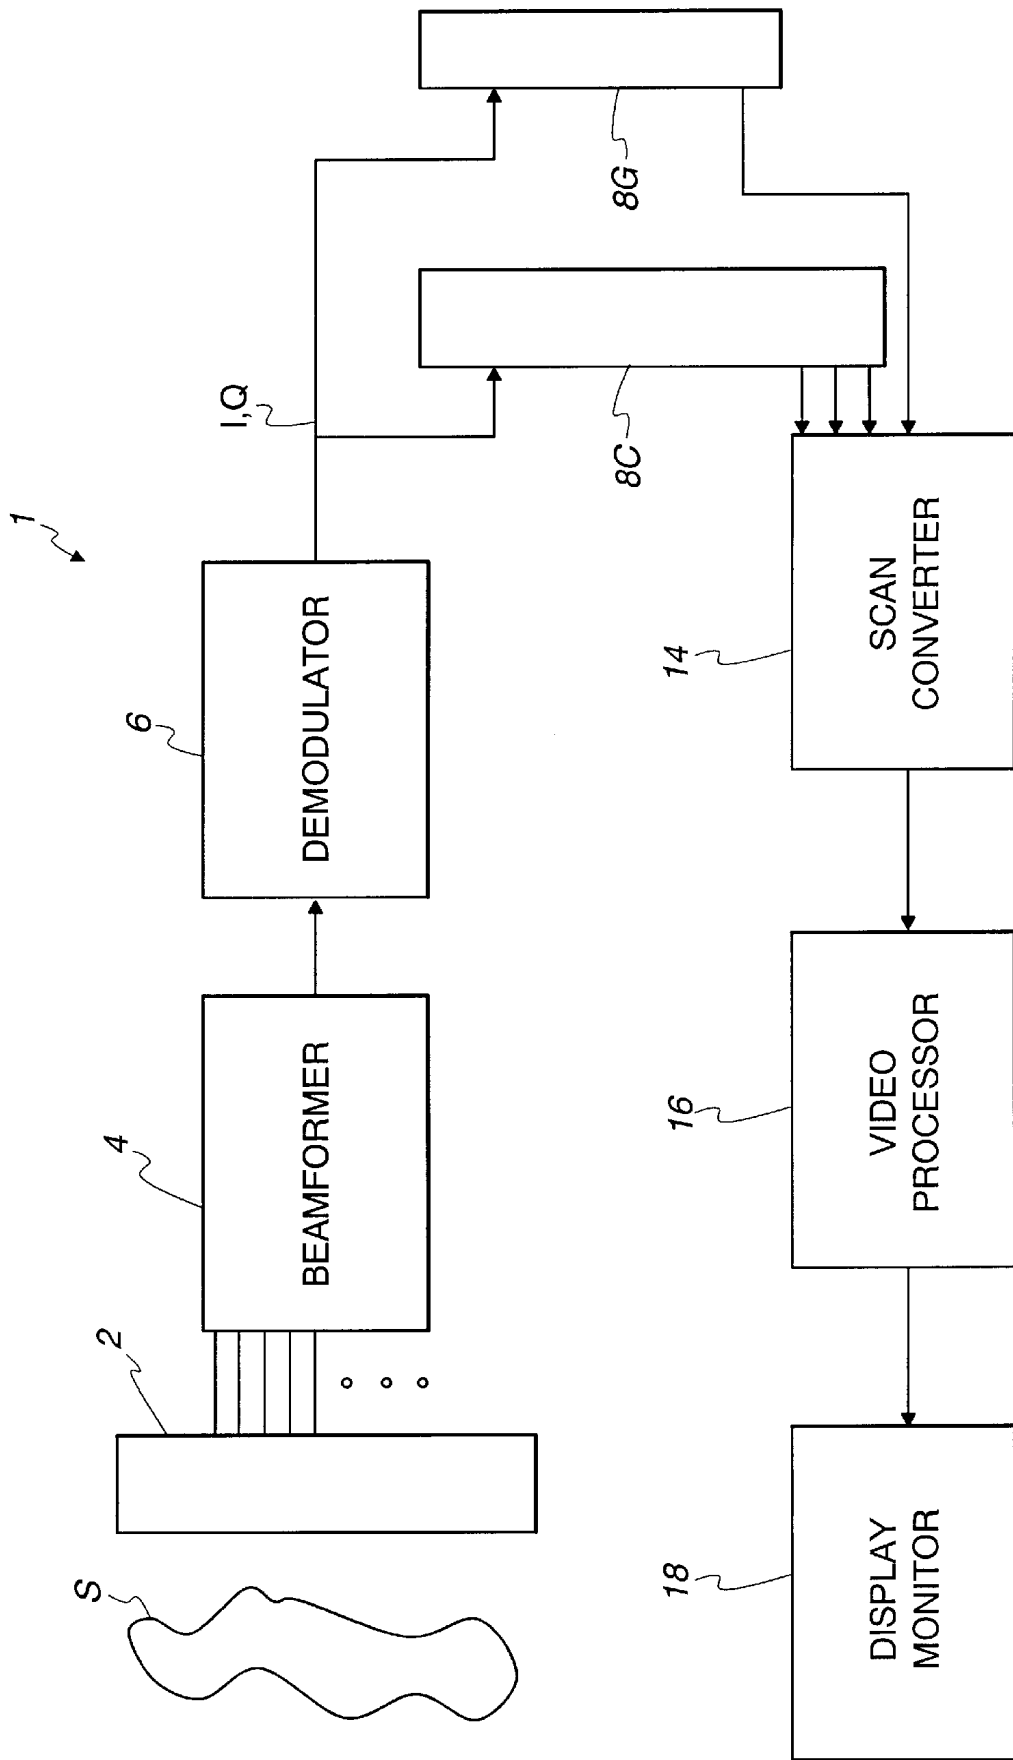 1
S
2
4
BEAMFORMER
6
DEMODULATOR
I,Q
8C
8G
18
DISPLAY
MONITOR
16
VIDEO
PROCESSOR
14
SCAN
CONVERTER